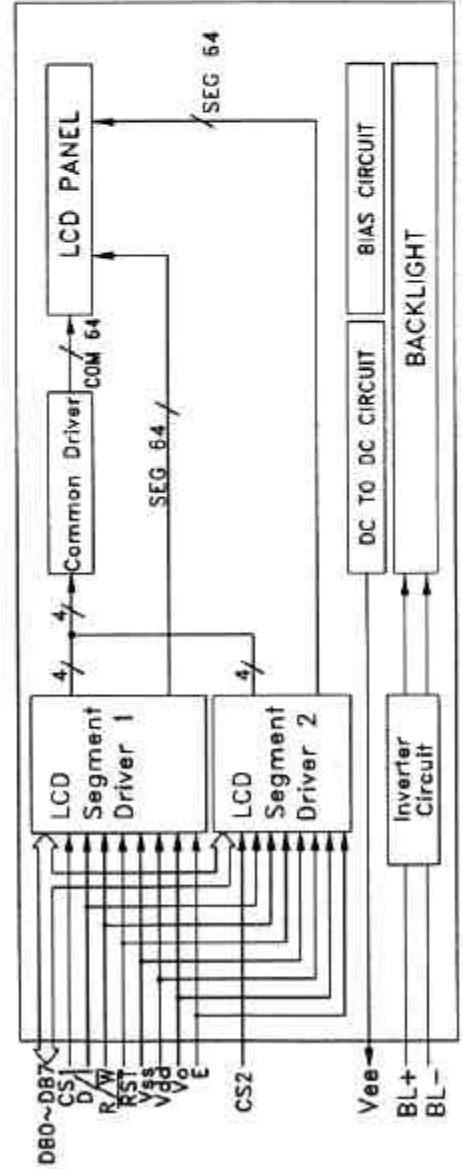 DB0~DB7
CS1
D/I
R/W
RST
Vss
Vdd
Vo
E
CS2
Vee
BL+
BL-
LCD
Segment
Driver 1
LCD
Segment
Driver 2
4
4
4
Common Driver
COM 64
LCD PANEL
SEG 64
SEG 64
DC TO DC CIRCUIT
BIAS CIRCUIT
Inverter
Circuit
BACKLIGHT